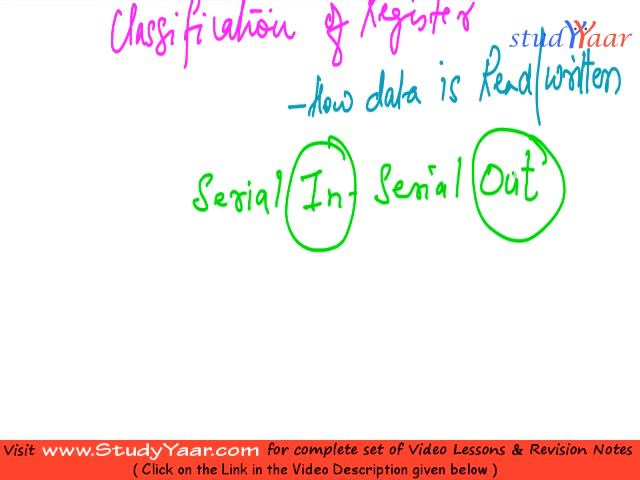 Classification of Register
studYYaar
-How data is Read/written
Serial In- Serial Out
Visit www.StudyYaar.com for complete set of Video Lessons & Revision Notes
( Click on the Link in the Video Description given below )